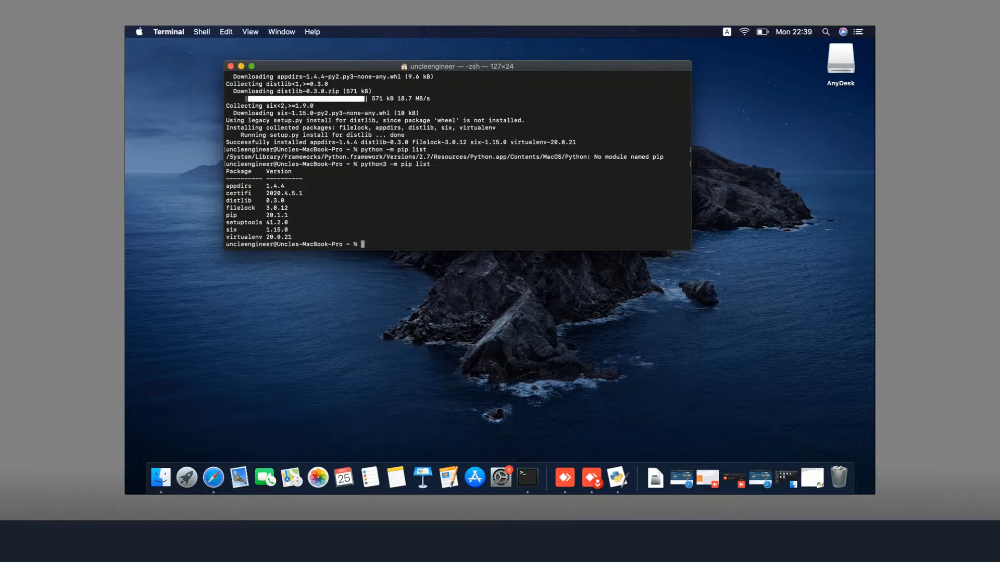 Terminal Shell Edit View Window Help
A Mon 22:39
AnyDesk
uncleengineer — -zsh — 127×24
Downloading appdirs-1.4.4-py2.py3-none-any.whl (9.6 kB)
Collecting distlib<1,>=0.3.0
Downloading distlib-0.3.0.zip (571 kB)
|████████████████████████████████| 571 kB 18.7 MB/s
Collecting six<2,>=1.9.0
Downloading six-1.15.0-py2.py3-none-any.whl (10 kB)
Using legacy setup.py install for distlib, since package 'wheel' is not installed.
Installing collected packages: filelock, appdirs, distlib, six, virtualenv
Running setup.py install for distlib ... done
Successfully installed appdirs-1.4.4 distlib-0.3.0 filelock-3.0.12 six-1.15.0 virtualenv-20.0.21
[uncleengineer@Uncles-MacBook-Pro ~ % python -m pip list ]
/System/Library/Frameworks/Python.framework/Versions/2.7/Resources/Python.app/Contents/MacOS/Python: No module named pip
[uncleengineer@Uncles-MacBook-Pro ~ % python3 -m pip list ]
Package Version
---------- ----------
appdirs 1.4.4
certifi 2020.4.5.1
distlib 0.3.0
filelock 3.0.12
pip 20.1.1
setuptools 41.2.0
six 1.15.0
virtualenv 20.0.21
uncleengineer@Uncles-MacBook-Pro ~ %
MAY
25
2
>_